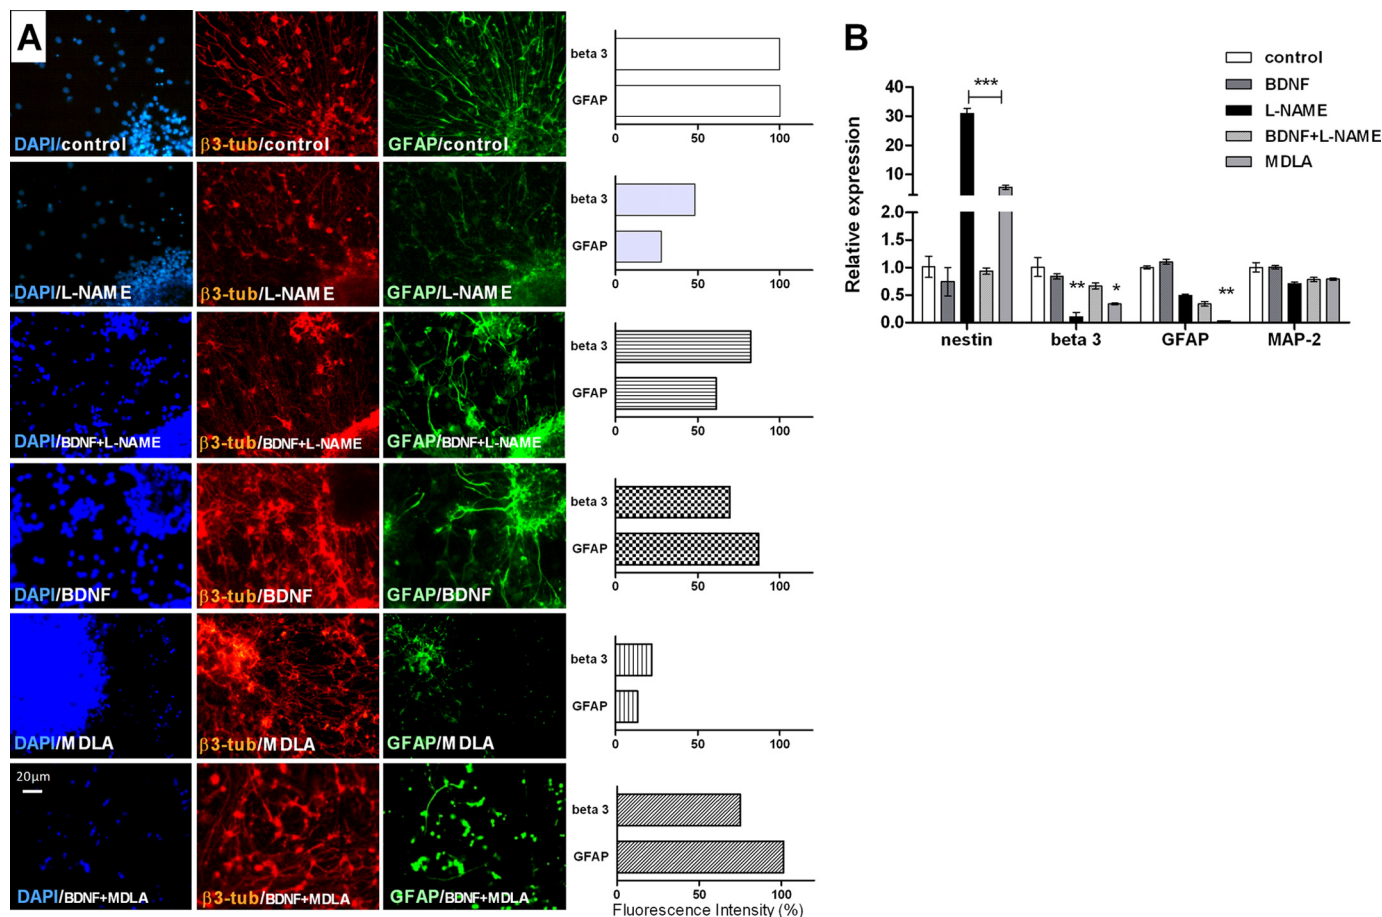 A
DAPI/control
β3-tub/control
GFAP/control
beta 3
GFAP
0 50 100
DAPI/L-NAME
β3-tub/L-NAME
GFAP/L-NAME
beta 3
GFAP
0 50 100
DAPI/BDNF+L-NAME
β3-tub/BDNF+L-NAME
GFAP/BDNF+L-NAME
beta 3
GFAP
0 50 100
DAPI/BDNF
β3-tub/BDNF
GFAP/BDNF
beta 3
GFAP
0 50 100
DAPI/MDLA
β3-tub/MDLA
GFAP/MDLA
beta 3
GFAP
0 50 100
20μm
DAPI/BDNF+MDLA
β3-tub/BDNF+MDLA
GFAP/BDNF+MDLA
beta 3
GFAP
0 50 100
Fluorescence Intensity (%)
B
control
BDNF
L-NAME
BDNF+L-NAME
MDLA
Relative expression
40
30
20
10
2.0
1.5
1.0
0.5
0.0
***
**
*
**
nestin beta 3 GFAP MAP-2